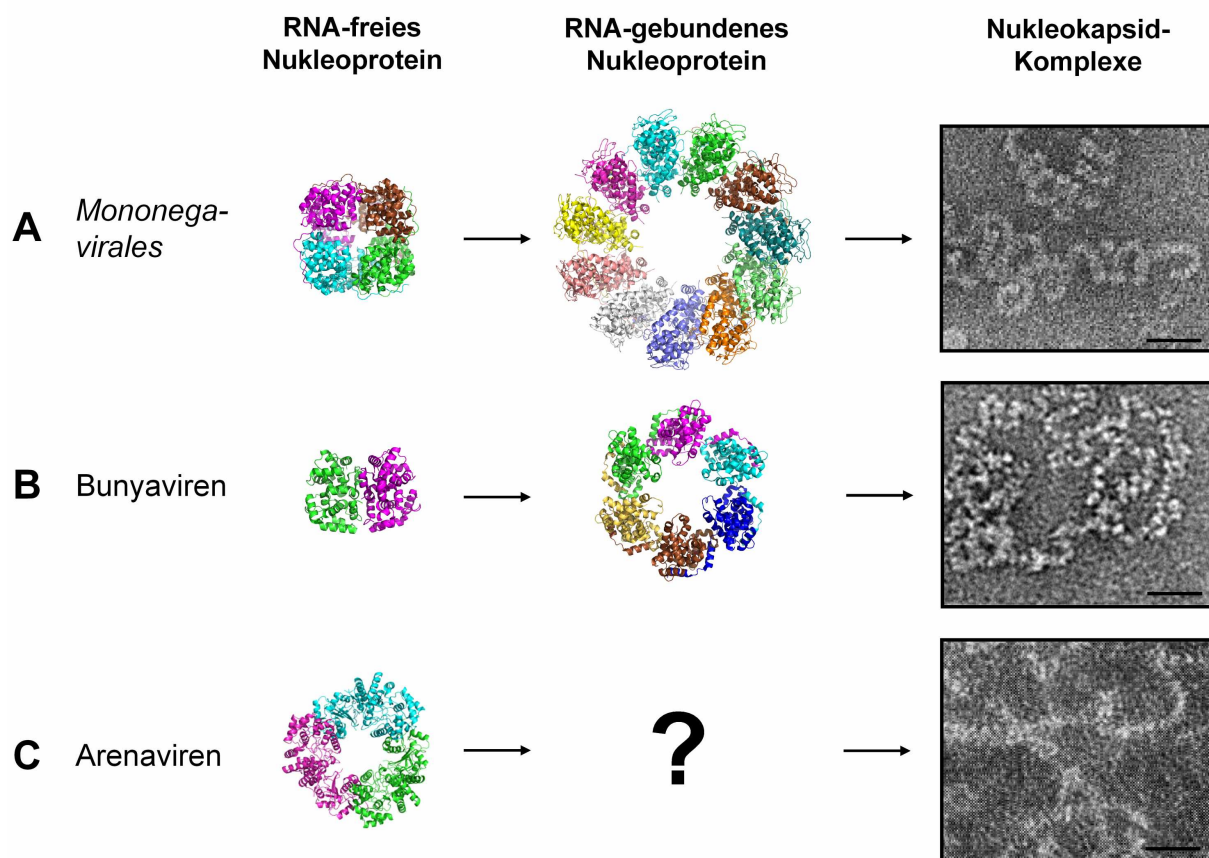 RNA-freies
Nukleoprotein
RNA-gebundenes
Nukleoprotein
Nukleokapsid-
Komplexe
A
Mononega-
virales
B
Bunyaviren
C
Arenaviren
?